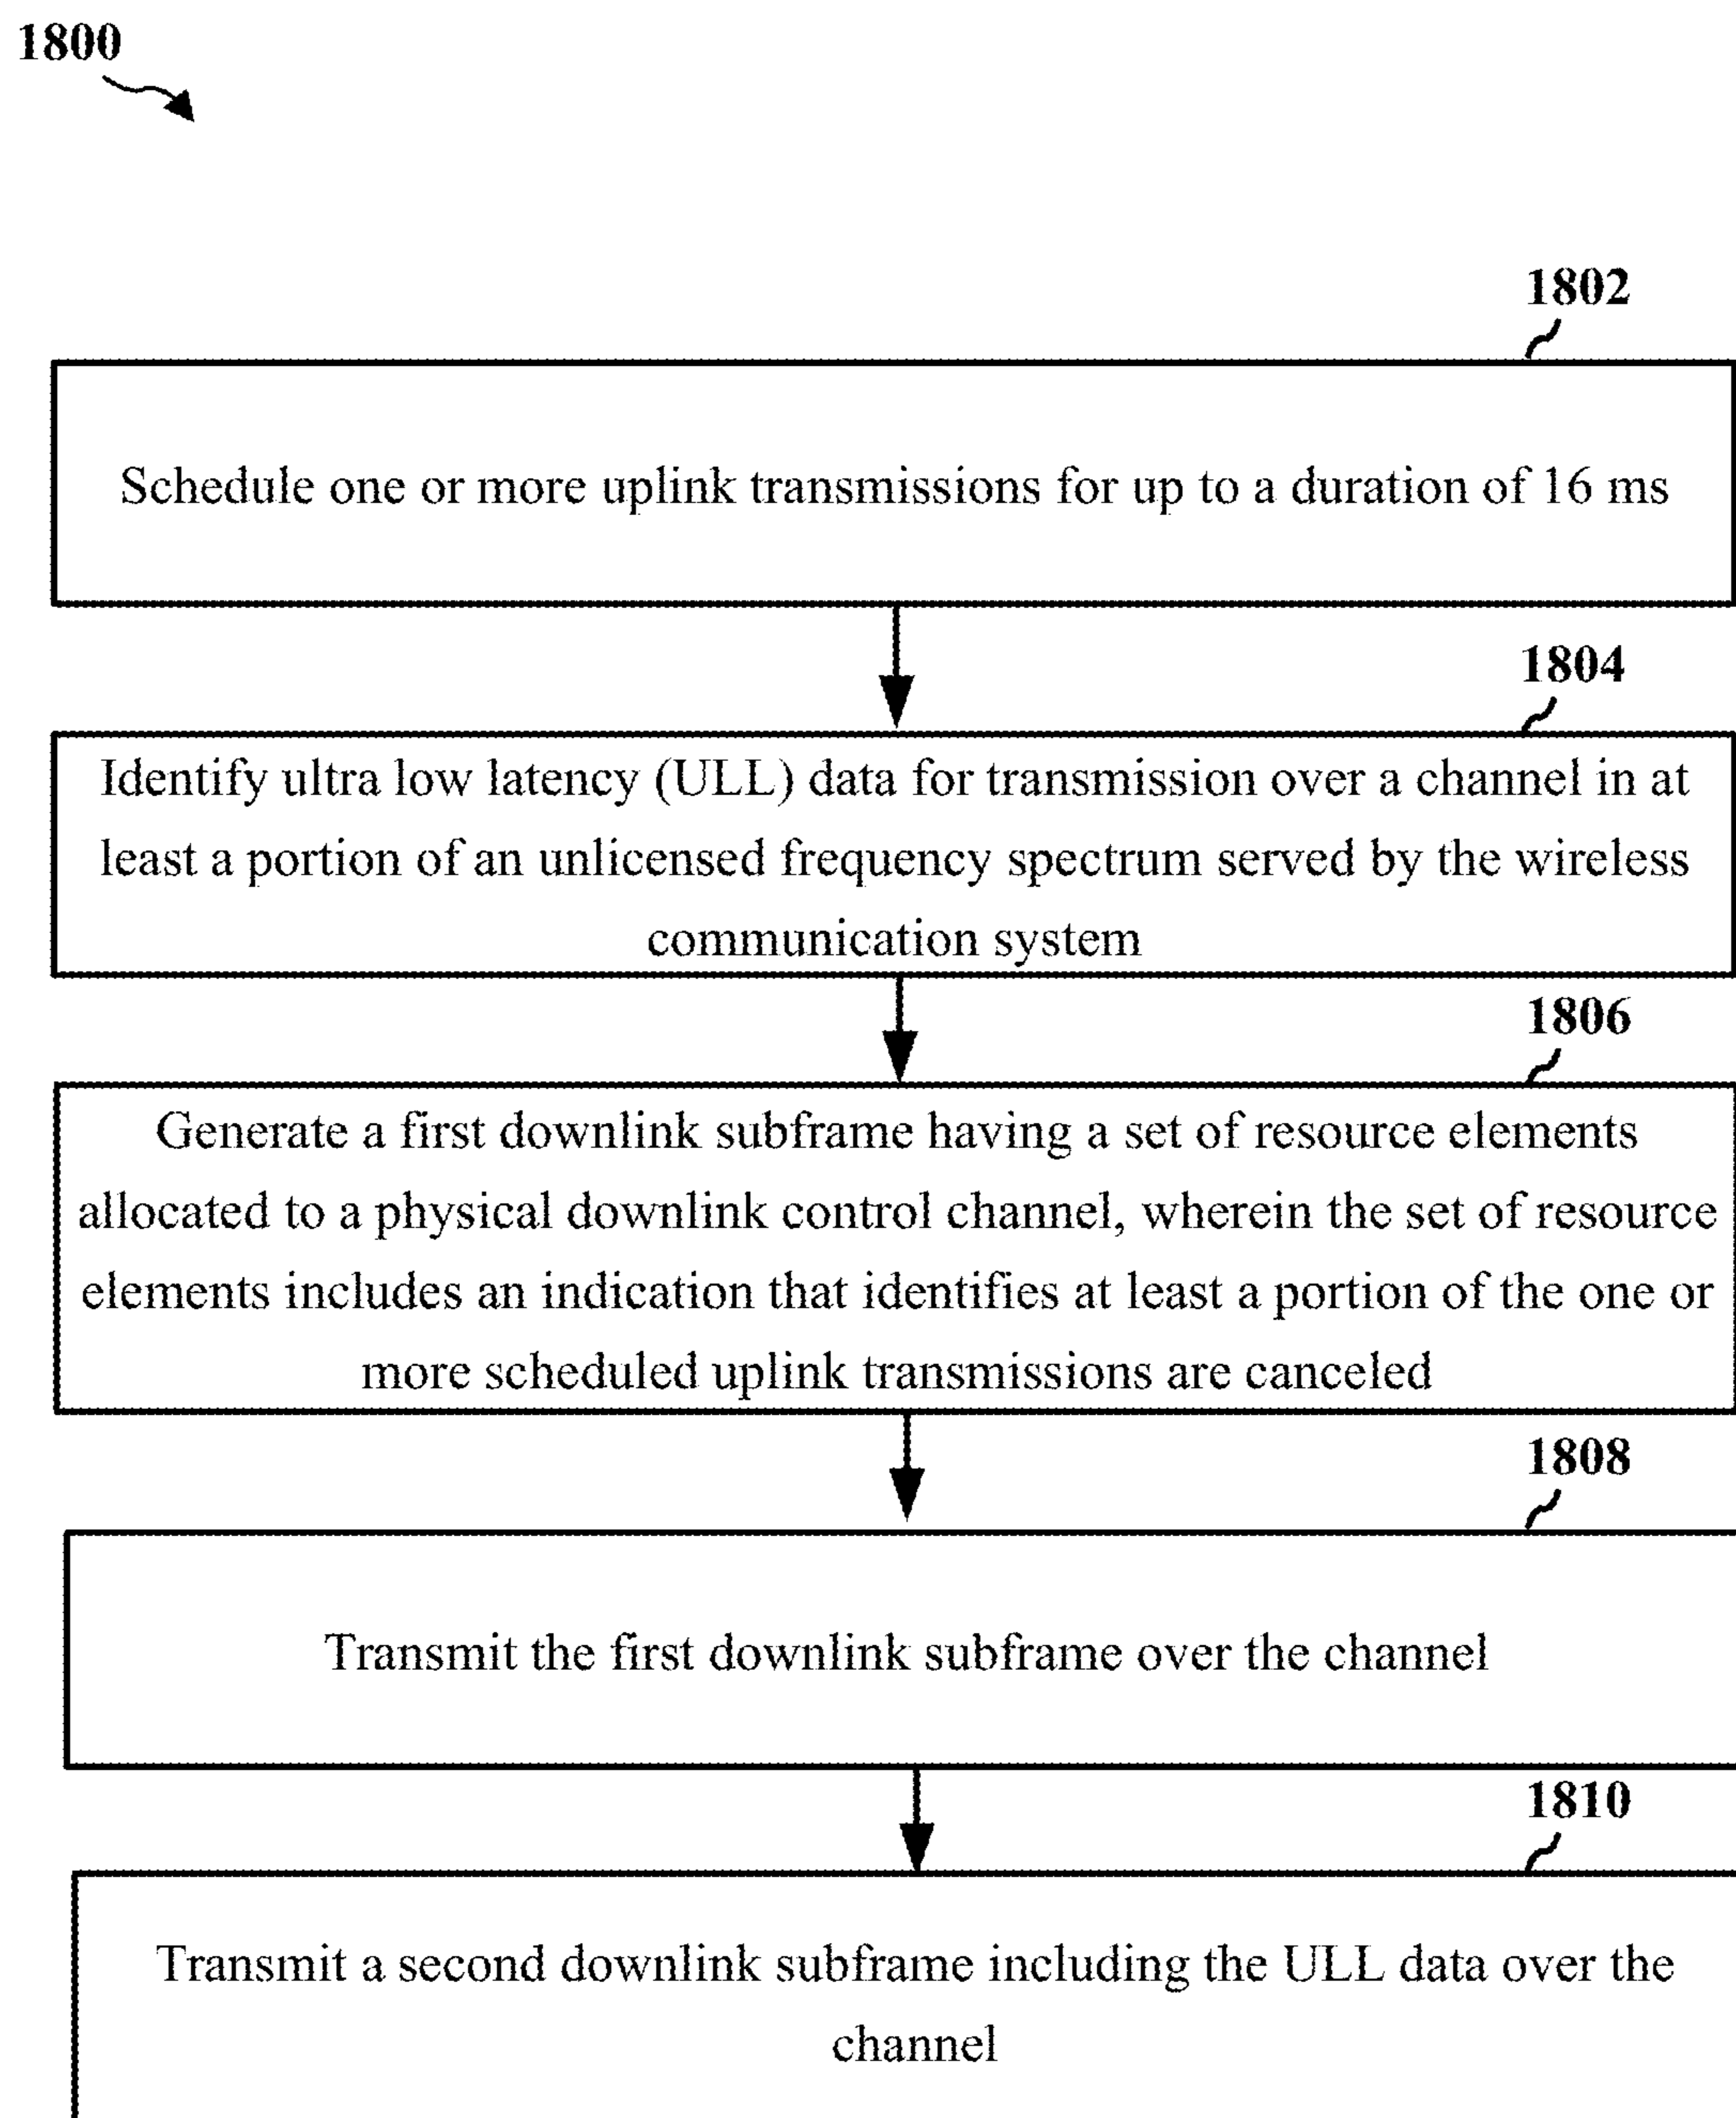 1800
1802
Schedule one or more uplink transmissions for up to a duration of 16 ms
1804
Identify ultra low latency (ULL) data for transmission over a channel in at
least a portion of an unlicensed frequency spectrum served by the wireless
communication system
1806
Generate a first downlink subframe having a set of resource elements
allocated to a physical downlink control channel, wherein the set of resource
elements includes an indication that identifies at least a portion of the one or
more scheduled uplink transmissions are canceled
1808
Transmit the first downlink subframe over the channel
1810
Transmit a second downlink subframe including the ULL data over the
channel